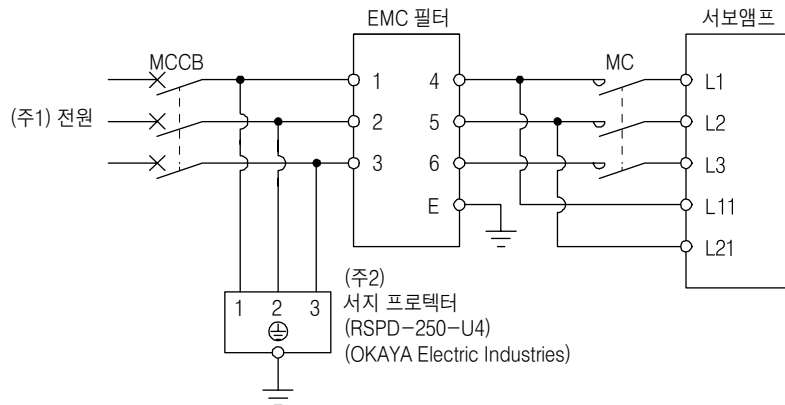 EMC 필터
서보앰프
MCCB
MC
1
4
L1
(주1) 전원
2
5
L2
3
6
L3
E
L11
L21
(주2)
1 2 3
서지 프로텍터
(RSPD-250-U4)
(OKAYA Electric Industries)